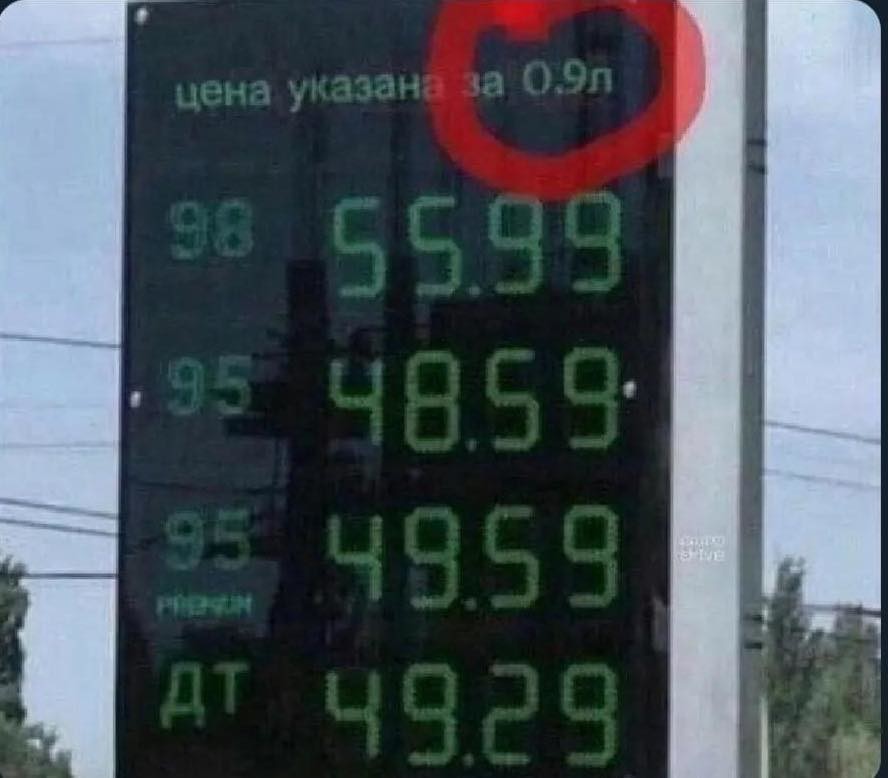 цена указана за 0.9л
98 55.99
95 48.59
95 49.59
PREMIUM
ДТ 49.29